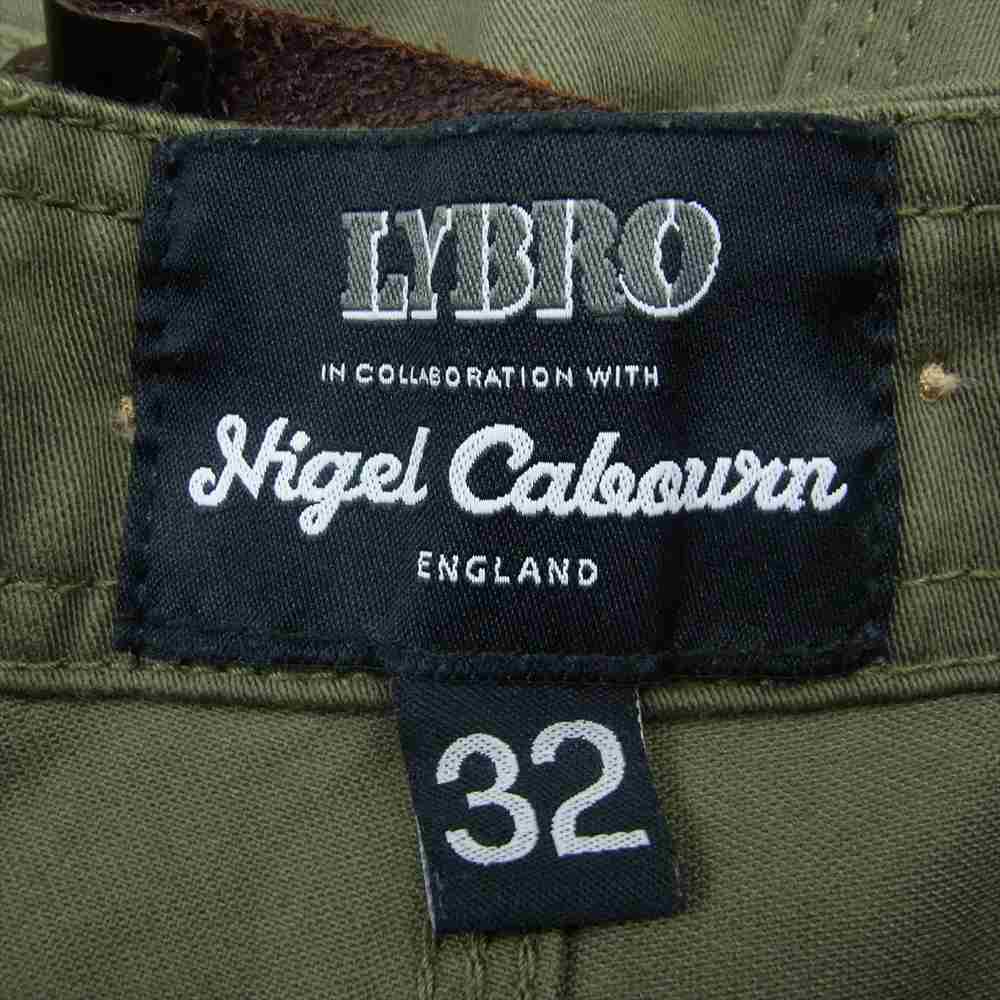 LYBRO
IN COLLABORATION WITH
Nigel Cabourn
ENGLAND
32